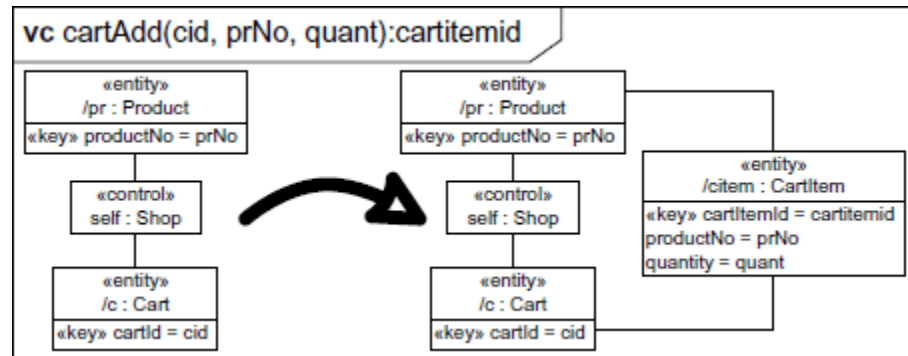 vc cartAdd(cid, prNo, quant):cartitemid
«entity»
/pr : Product
«key» productNo = prNo
«control»
self : Shop
«entity»
/c : Cart
«key» cartId = cid
«entity»
/pr : Product
«key» productNo = prNo
«control»
self : Shop
«entity»
/c : Cart
«key» cartId = cid
«entity»
/citem : CartItem
«key» cartItemId = cartitemid
productNo = prNo
quantity = quant